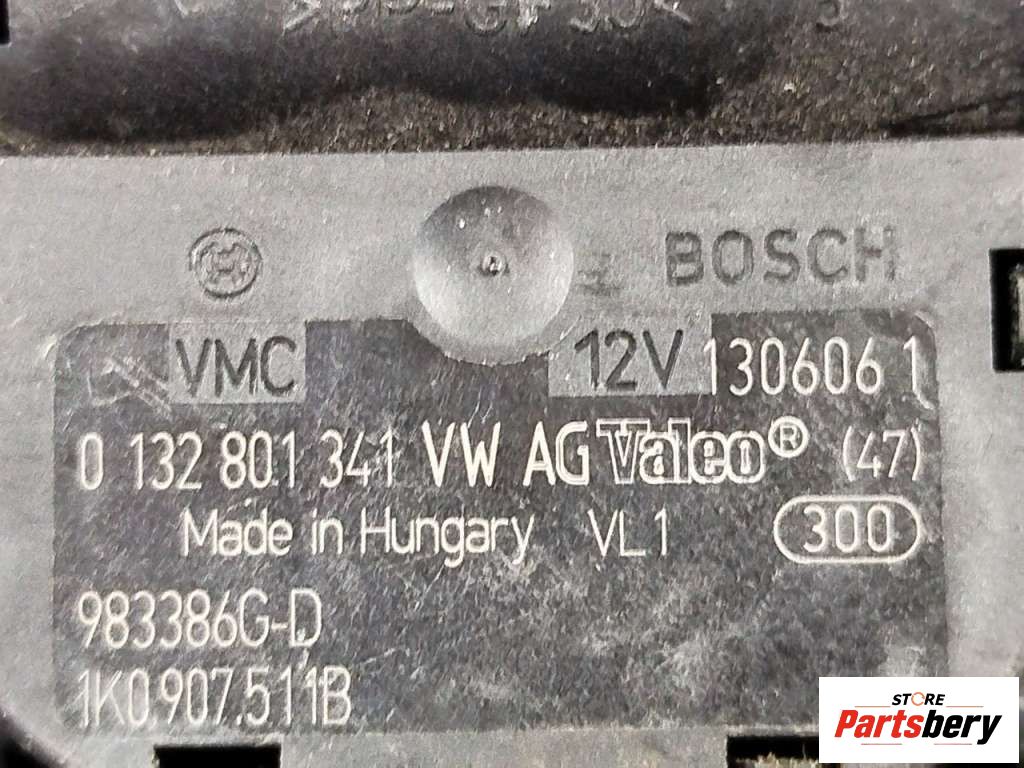 BOSCH
VMC 12V 130606 1
0 132 801 341 VW AG Valeo® (47)
Made in Hungary VL1 300
983386G-D
1K0.907.511B
STORE
Partsbery